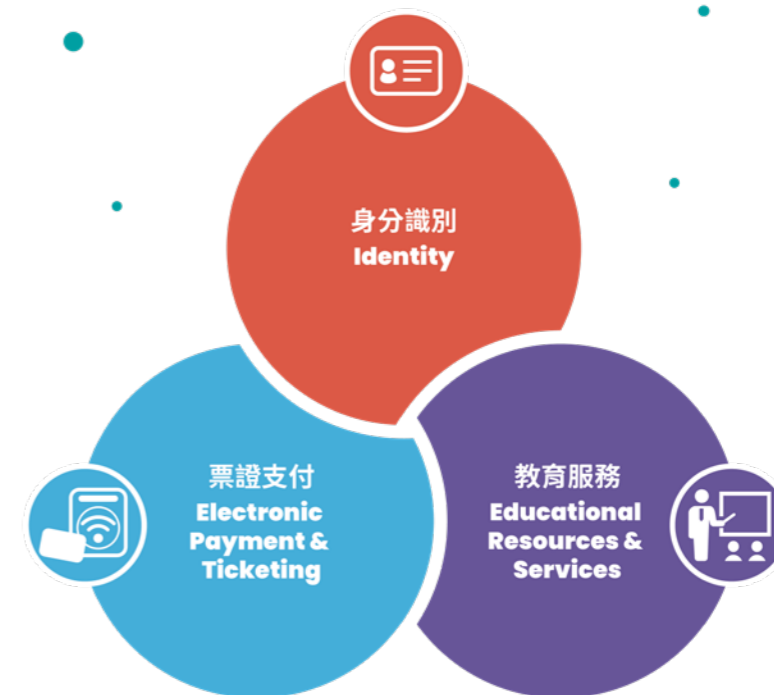 身分識別
Identity
票證支付
Electronic
Payment &
Ticketing
教育服務
Educational
Resources &
Services